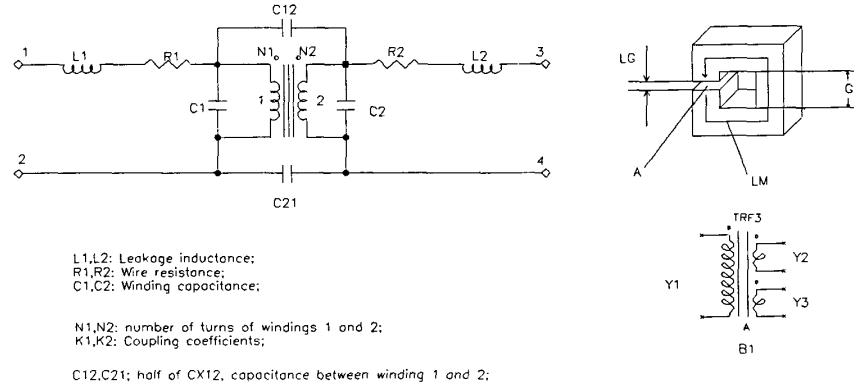 C12
1
L1
R1
N1
N2
R2
L2
3
C1
1
2
C2
2
4
C21
LG
G
A
LM
TRF3
Y1
Y2
Y3
A
B1
L1,L2: Leakage inductance;
R1,R2: Wire resistance;
C1,C2: Winding capacitance;
N1,N2: number of turns of windings 1 and 2;
K1,K2: Coupling coefficients;
C12,C21; half of CX12, capacitance between winding 1 and 2;